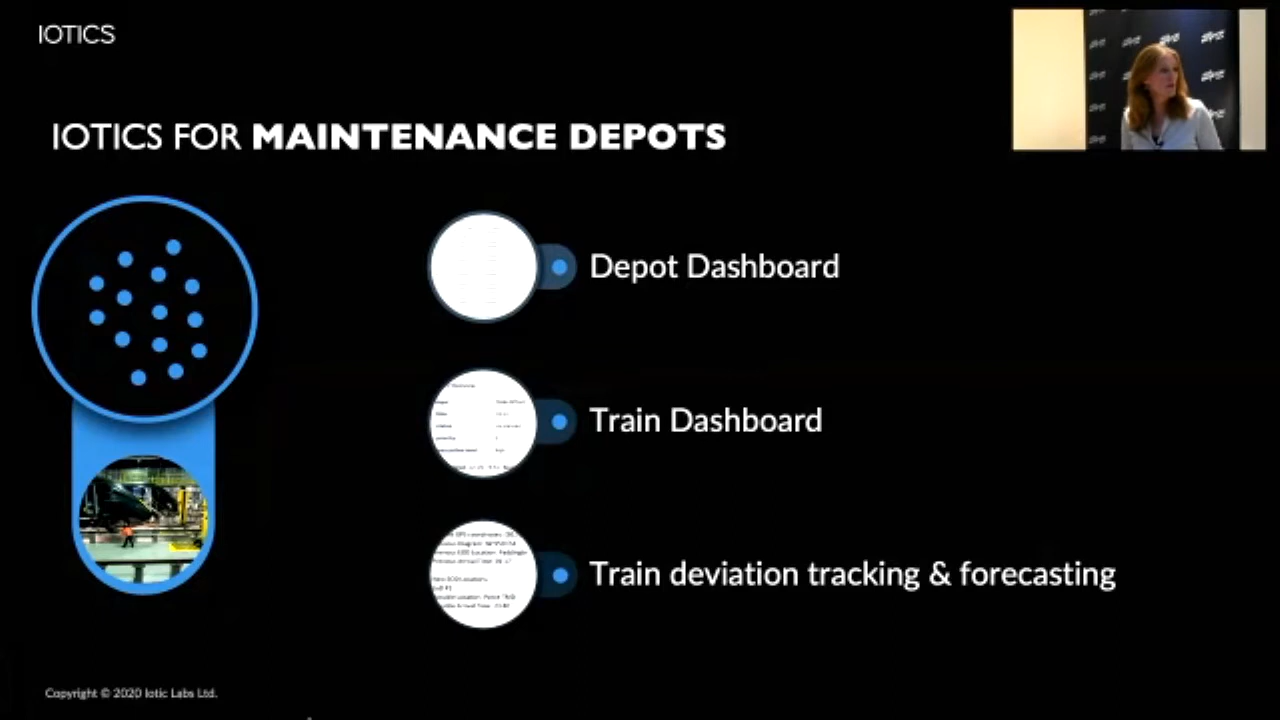 IOTICS
IOTICS FOR MAINTENANCE DEPOTS
Depot Dashboard
Train Dashboard
Train deviation tracking & forecasting
Copyright © 2020 Iotic Labs Ltd.